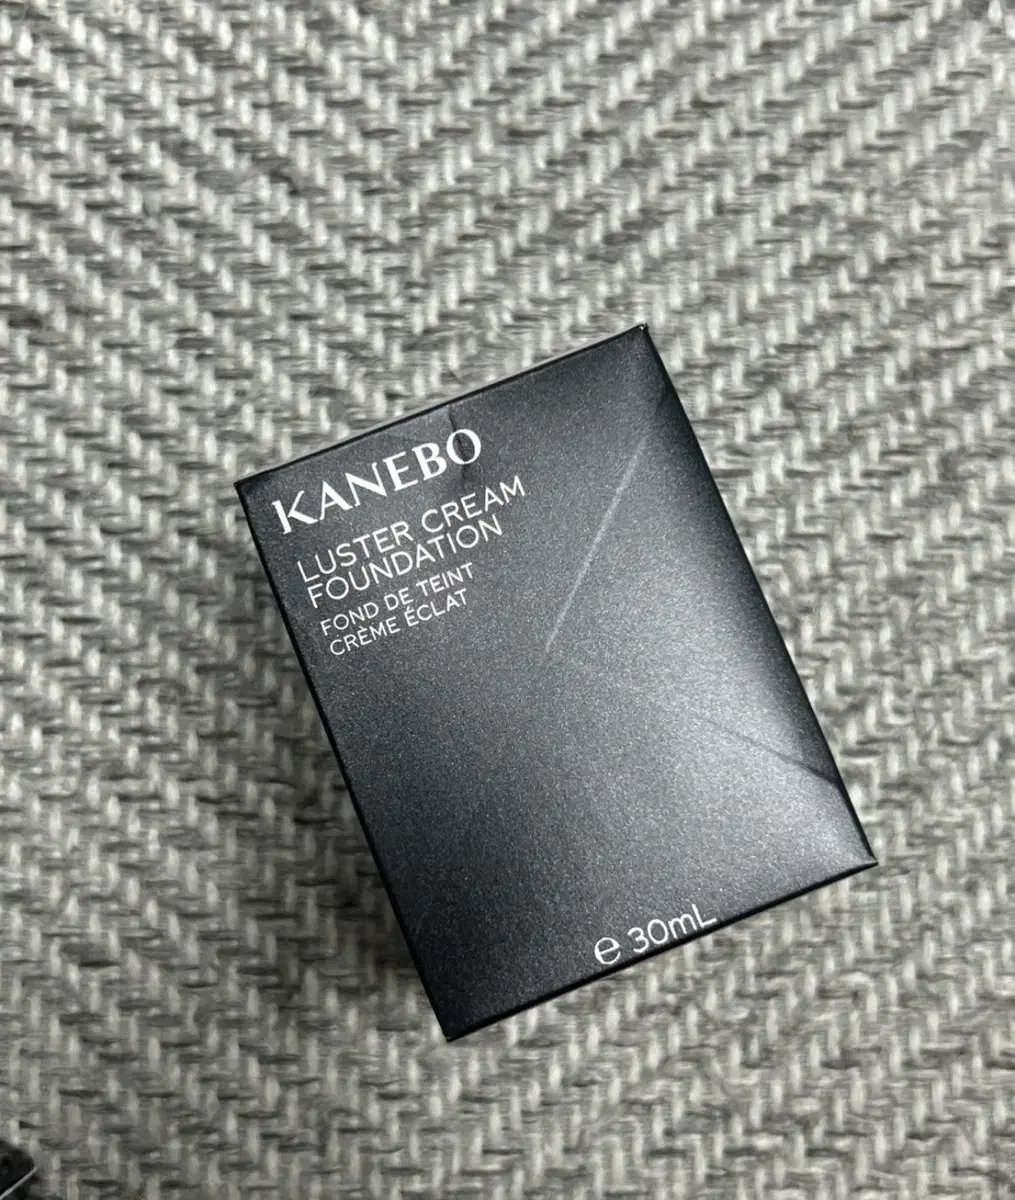 KANEBO
LUSTER CREAM
FOUNDATION
FOND DE TEINT
CRÈME ÉCLAT
℮ 30mL